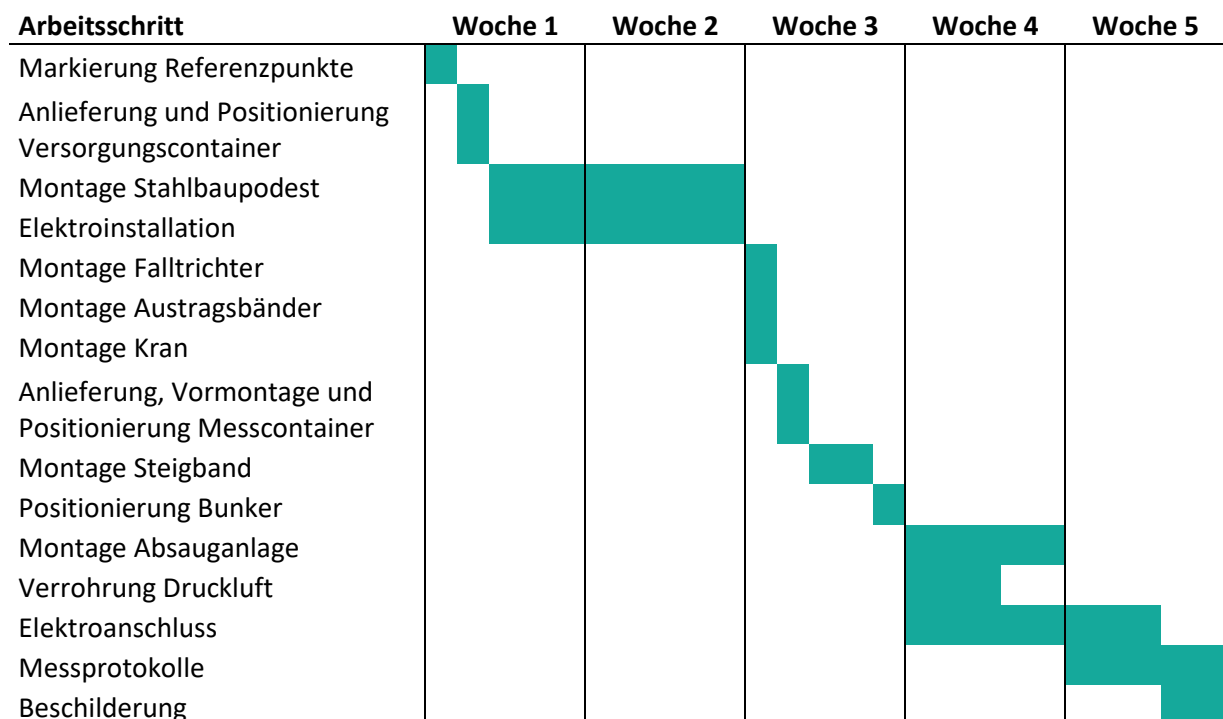 Arbeitsschritt Woche 1 Woche 2 Woche 3 Woche 4 Woche 5
Markierung Referenzpunkte
Anlieferung und Positionierung
Versorgungscontainer
Montage Stahlbaupodest
Elektroinstallation
Montage Falltrichter
Montage Austragsbänder
Montage Kran
Anlieferung, Vormontage und
Positionierung Messcontainer
Montage Steigband
Positionierung Bunker
Montage Absauganlage
Verrohrung Druckluft
Elektroanschluss
Messprotokolle
Beschilderung